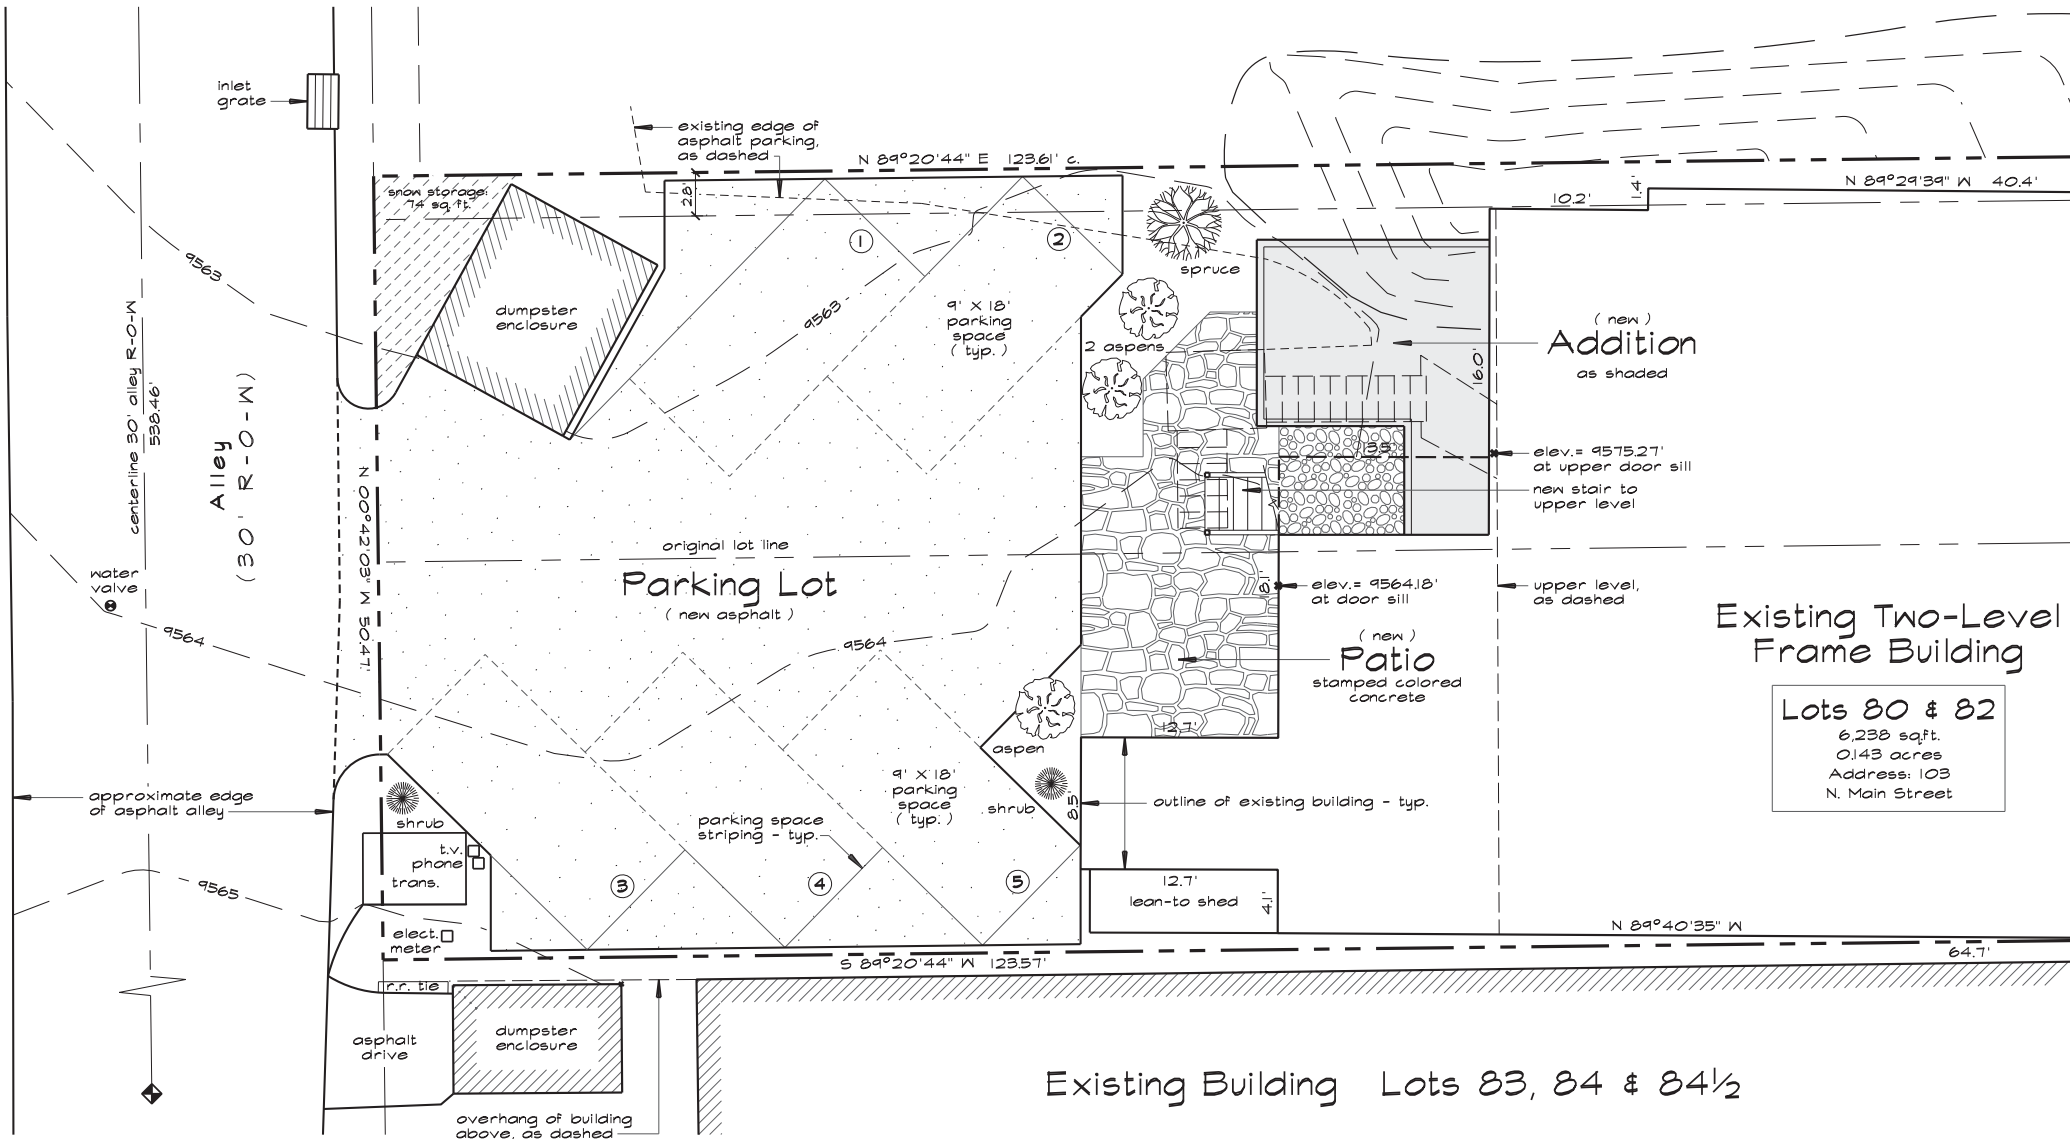 inlet
grate
existing edge of
asphalt parking,
as dashed
N 89°20'44" E 123.61' c.
N 89°29'39" W 40.4'
snow storage:
74 sq. ft.
2.8'
10.2'
1.4'
1
2
spruce
9563
dumpster
enclosure
9563
9' X 18'
parking
space
( typ. )
2 aspens
( new )
Addition
as shaded
16.0'
centerline 30' alley R-O-W
538.46'
Alley
( 30' R-O-W )
N 00°42'03" W 50.47'
13.5'
elev.= 9575.27'
at upper door sill
new stair to
upper level
original lot line
Parking Lot
( new asphalt )
water
valve
9564
9564
18.1'
elev.= 9564.18'
at door sill
upper level,
as dashed
( new )
Patio
stamped colored
concrete
12.7'
Existing Two-Level
Frame Building
Lots 80 & 82
6,238 sq.ft.
0.143 acres
Address: 103
N. Main Street
aspen
shrub
8.5'
outline of existing building - typ.
9' X 18'
parking
space
( typ. )
parking space
striping - typ.
approximate edge
of asphalt alley
shrub
t.v.
phone
trans.
3
4
5
9565
12.7'
lean-to shed
4.1'
elect.
meter
N 89°40'35" W
64.7'
S 89°20'44" W 123.57'
r.r. tie
asphalt
drive
dumpster
enclosure
overhang of building
above, as dashed
Existing Building Lots 83, 84 & 84½